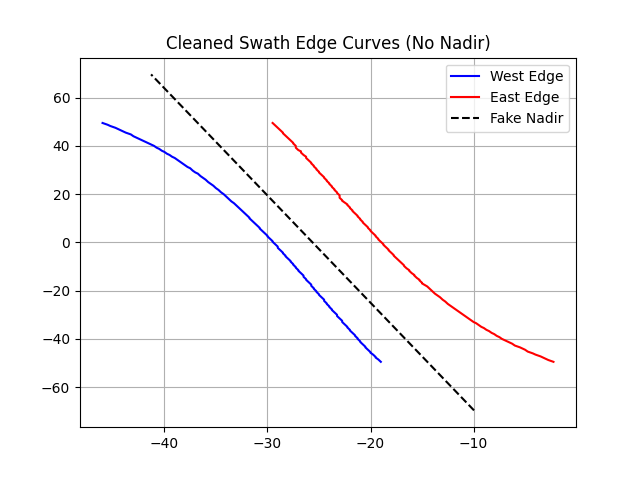 Cleaned Swath Edge Curves (No Nadir)
West Edge
East Edge
Fake Nadir
60
40
20
0
−20
−40
−60
−40
−30
−20
−10